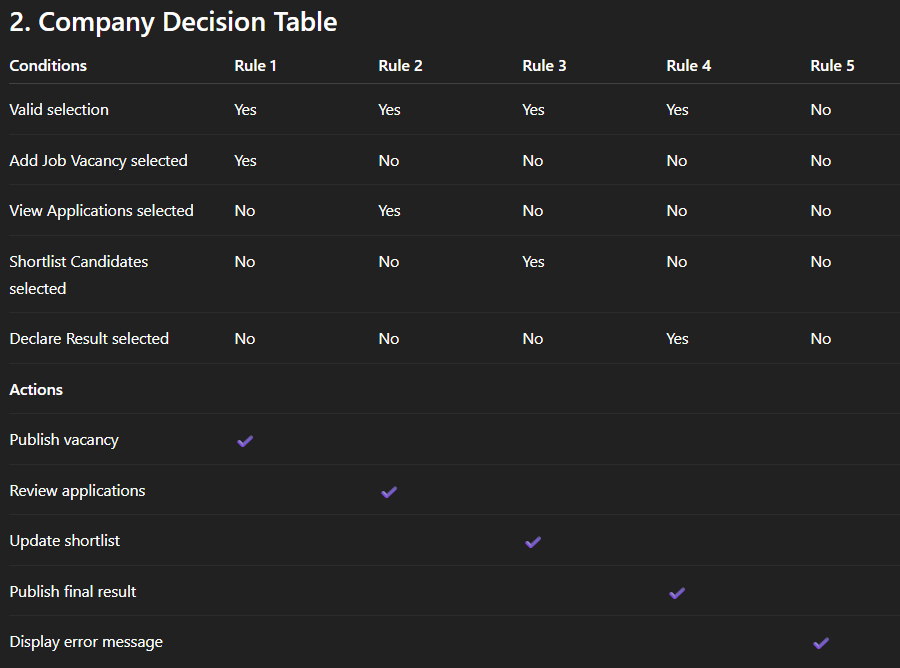 2. Company Decision Table
Conditions Rule 1 Rule 2 Rule 3 Rule 4 Rule 5
Valid selection Yes Yes Yes Yes No
Add Job Vacancy selected Yes No No No No
View Applications selected No Yes No No No
Shortlist Candidates No No Yes No No
selected
Declare Result selected No No No Yes No
Actions
Publish vacancy ✓
Review applications ✓
Update shortlist ✓
Publish final result ✓
Display error message ✓